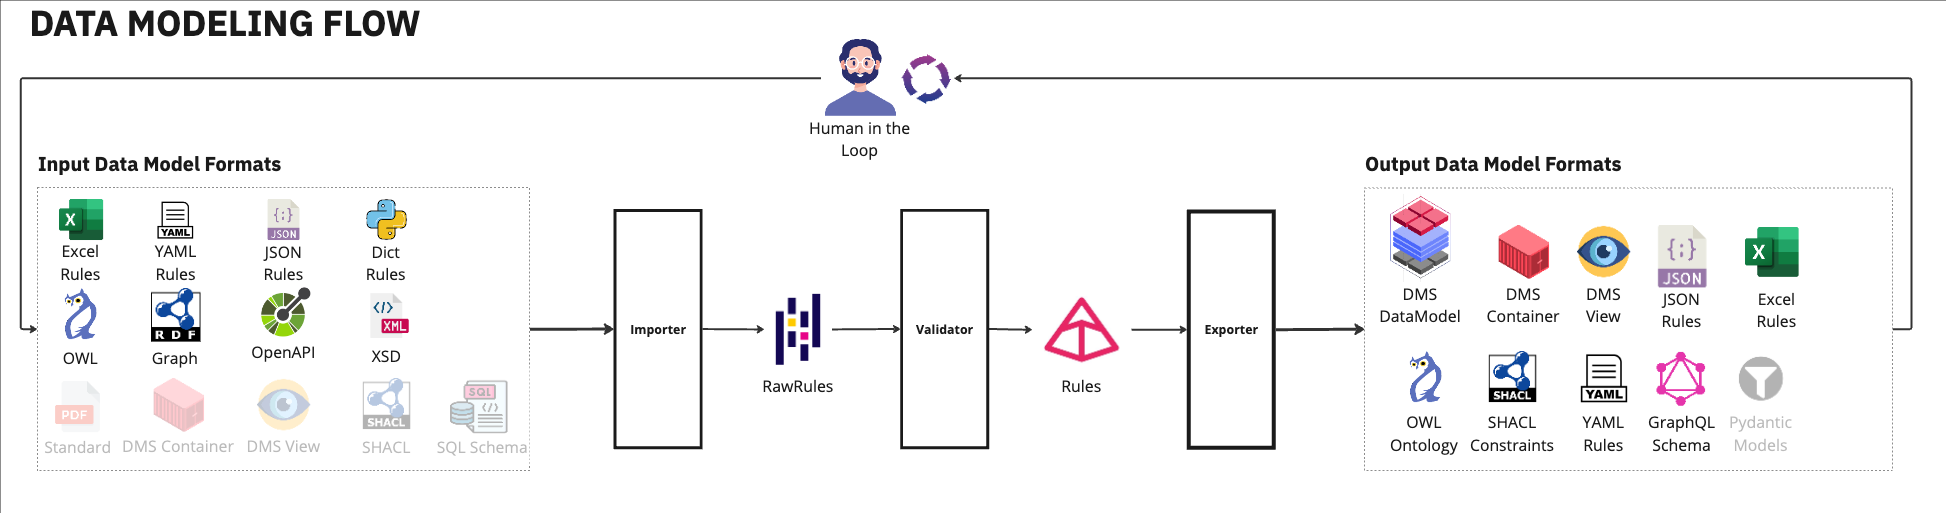 DATA MODELING FLOW
Human in the
Loop
Input Data Model Formats
X
Excel
Rules
YAML
YAML
Rules
{;}
JSON
JSON
Rules
Dict
Rules
OWL
RDF
Graph
OpenAPI
</>
XML
XSD
PDF
Standard
DMS Container
DMS View
SHACL
SHACL
SQL
</>
SQL Schema
Importer
RawRules
Validator
Rules
Exporter
Output Data Model Formats
DMS
DataModel
DMS
Container
DMS
View
{;}
JSON
JSON
Rules
X
Excel
Rules
OWL
Ontology
SHACL
SHACL
Constraints
YAML
YAML
Rules
GraphQL
Schema
Pydantic
Models